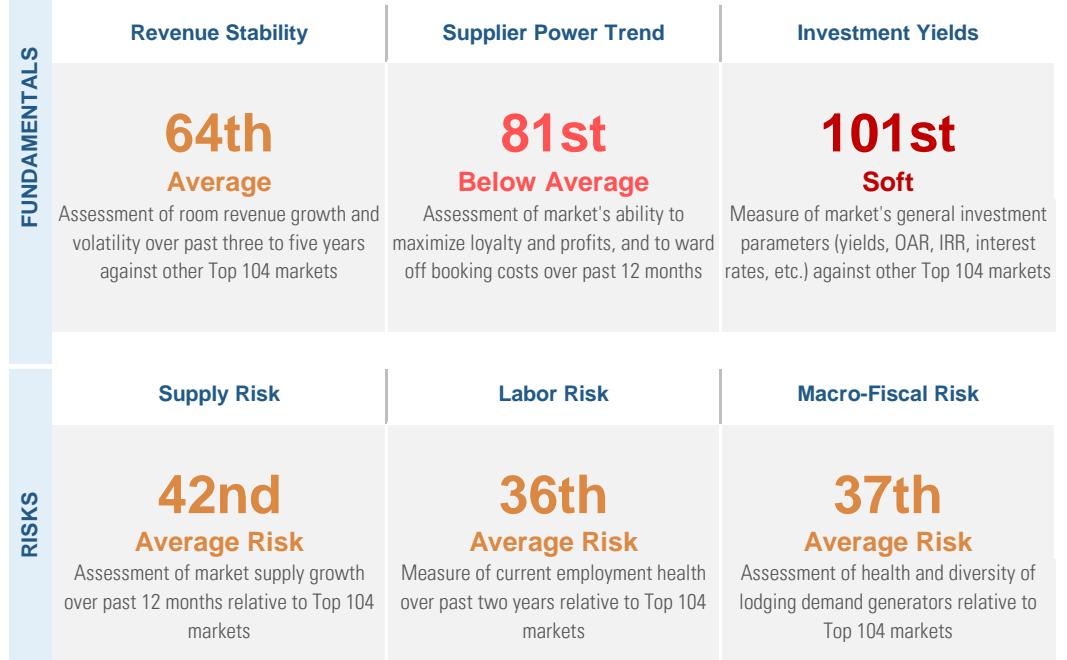 FUNDAMENTALS
Revenue Stability
64th
Average
Assessment of room revenue growth and
volatility over past three to five years
against other Top 104 markets
Supplier Power Trend
81st
Below Average
Assessment of market's ability to
maximize loyalty and profits, and to ward
off booking costs over past 12 months
Investment Yields
101st
Soft
Measure of market's general investment
parameters (yields, OAR, IRR, interest
rates, etc.) against other Top 104 markets
RISKS
Supply Risk
42nd
Average Risk
Assessment of market supply growth
over past 12 months relative to Top 104
markets
Labor Risk
36th
Average Risk
Measure of current employment health
over past two years relative to Top 104
markets
Macro-Fiscal Risk
37th
Average Risk
Assessment of health and diversity of
lodging demand generators relative to
Top 104 markets